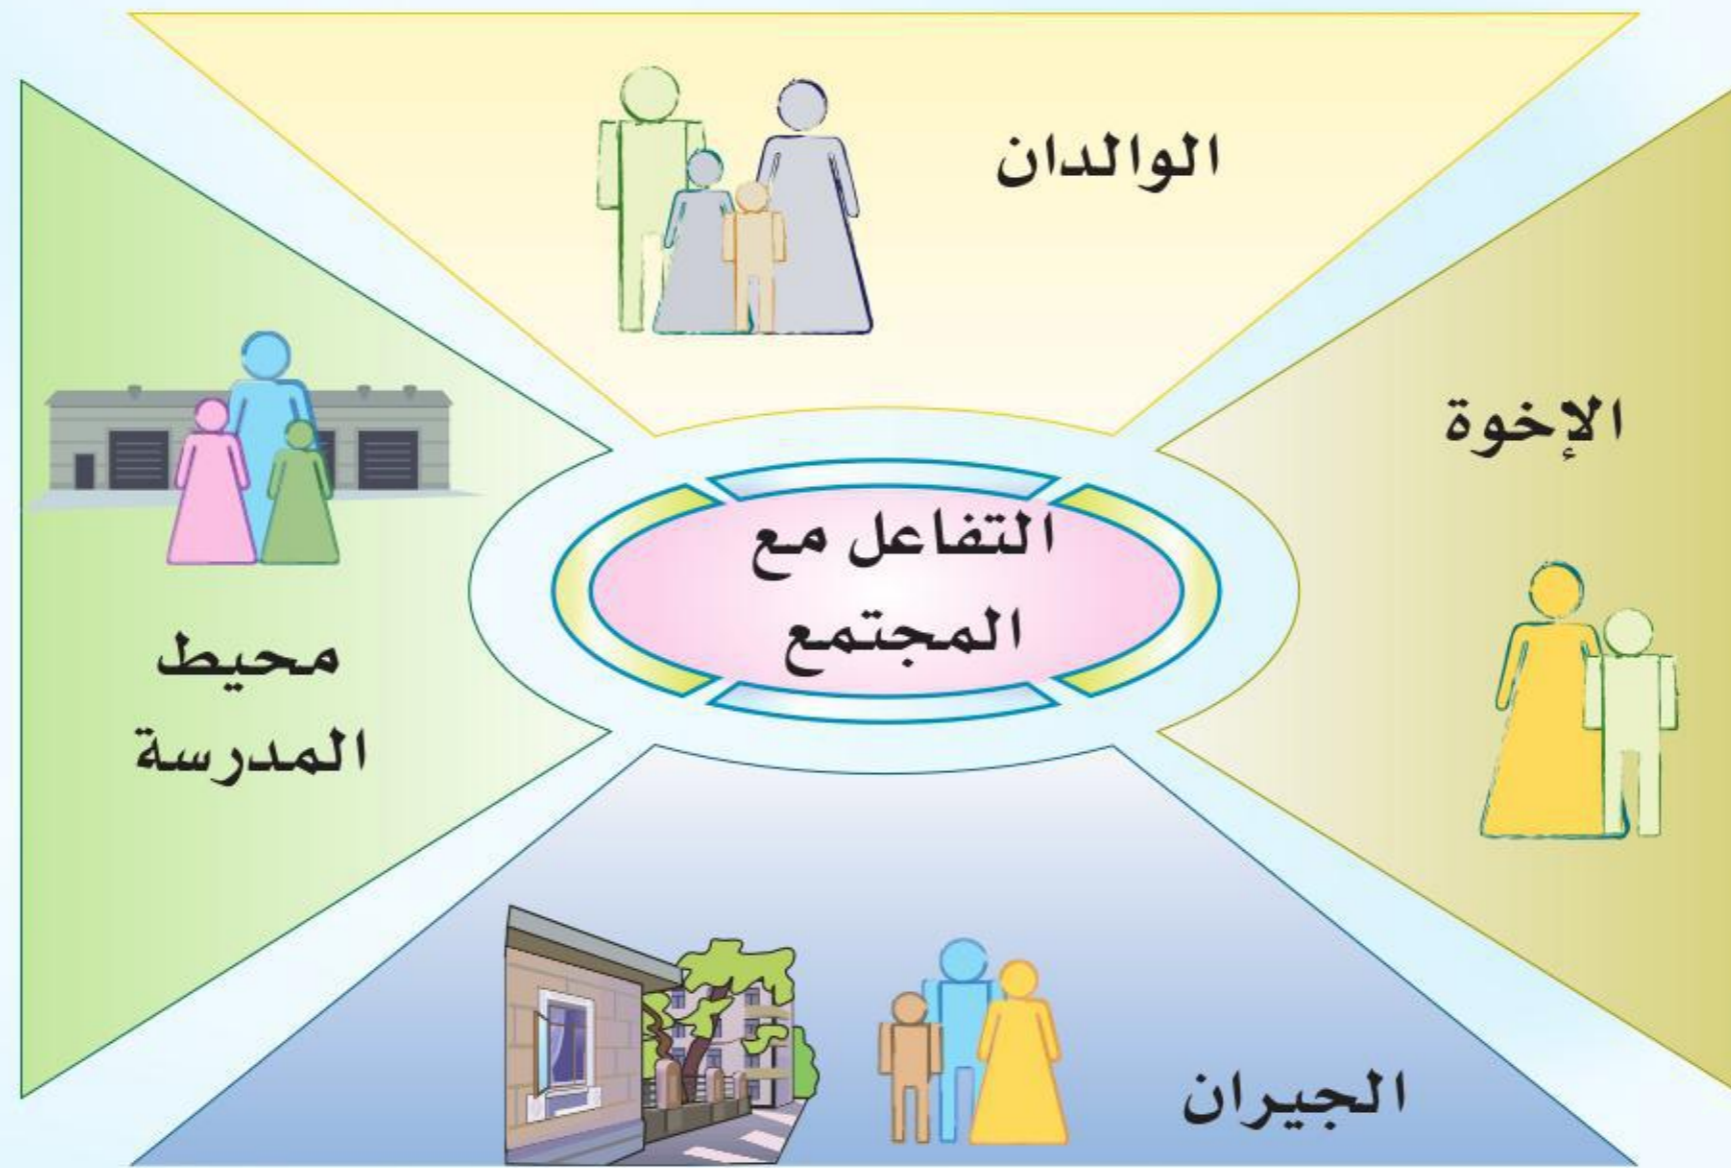 الوالدان
الإخوة
التفاعل مع
المجتمع
محيط
المدرسة
الجيران